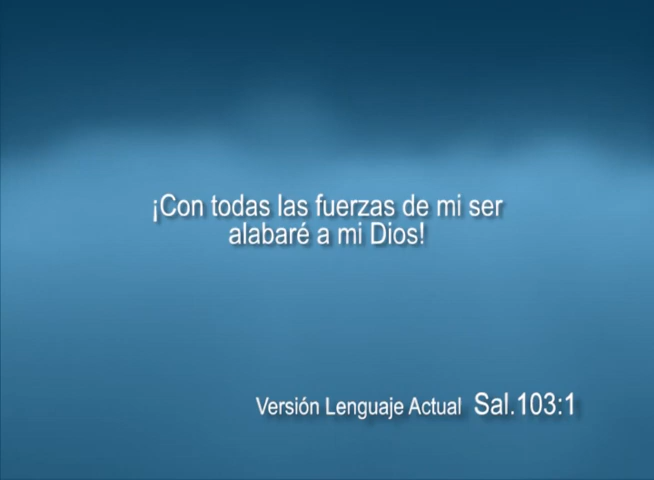 ¡Con todas las fuerzas de mi ser
alabaré a mi Dios!
Versión Lenguaje Actual Sal.103:1